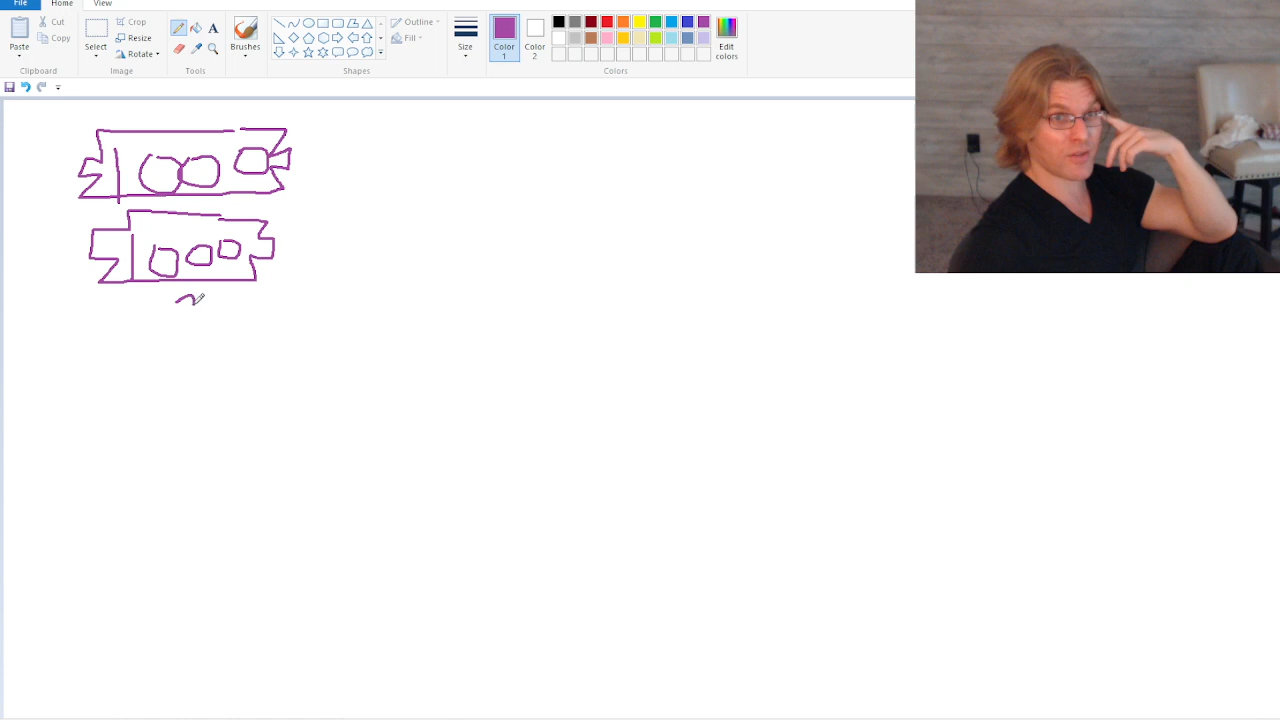 File Home View
Cut
Crop
Outline
Copy
Resize
Fill
Paste Select Rotate Brushes Size Color 1 Color 2 Edit colors
Clipboard Image Tools Shapes Colors